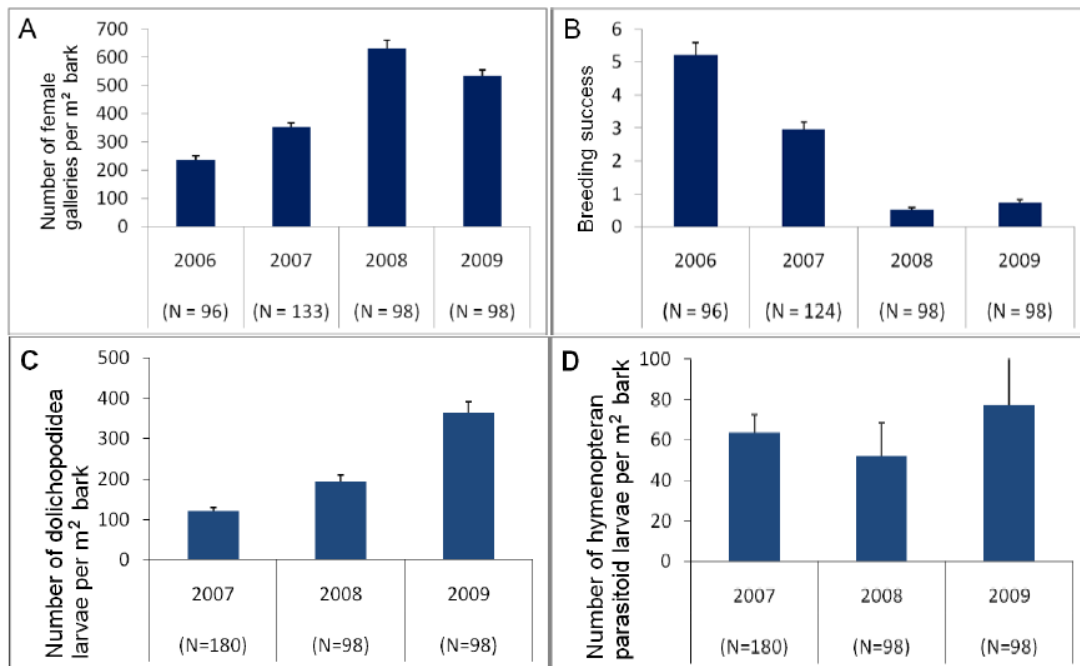 A
Number of female
galleries per m² bark
700
600
500
400
300
200
100
0
2006
2007
2008
2009
(N = 96)
(N = 133)
(N = 98)
(N = 98)
B
Breeding success
6
5
4
3
2
1
0
2006
2007
2008
2009
(N = 96)
(N = 124)
(N = 98)
(N = 98)
C
Number of dolichopodidea
larvae per m² bark
500
400
300
200
100
0
2007
2008
2009
(N=180)
(N=98)
(N=98)
D
Number of hymenopteran
parasitoid larvae per m² bark
100
80
60
40
20
0
2007
2008
2009
(N=180)
(N=98)
(N=98)